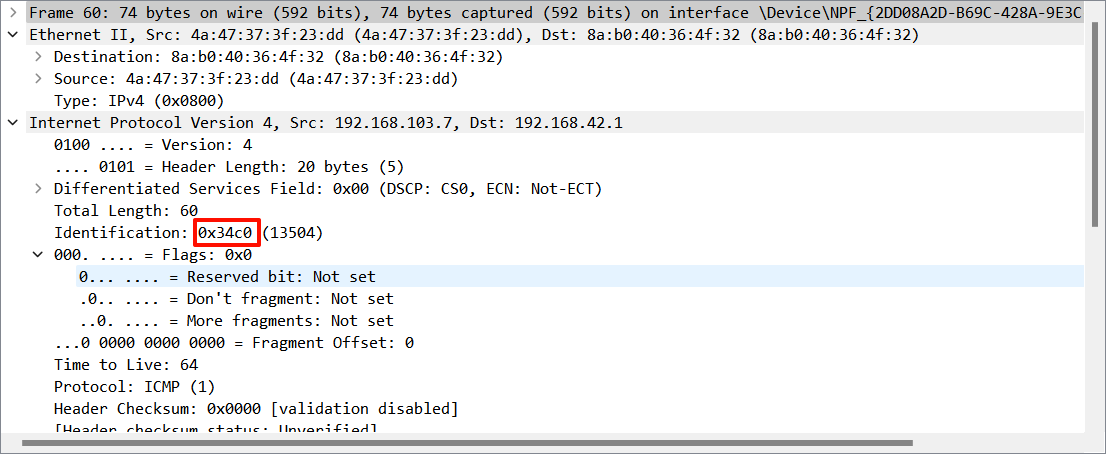 Frame 60: 74 bytes on wire (592 bits), 74 bytes captured (592 bits) on interface \Device\NPF_{2DD08A2D-B69C-428A-9E3C
Ethernet II, Src: 4a:47:37:3f:23:dd (4a:47:37:3f:23:dd), Dst: 8a:b0:40:36:4f:32 (8a:b0:40:36:4f:32)
Destination: 8a:b0:40:36:4f:32 (8a:b0:40:36:4f:32)
Source: 4a:47:37:3f:23:dd (4a:47:37:3f:23:dd)
Type: IPv4 (0x0800)
Internet Protocol Version 4, Src: 192.168.103.7, Dst: 192.168.42.1
0100 .... = Version: 4
.... 0101 = Header Length: 20 bytes (5)
Differentiated Services Field: 0x00 (DSCP: CS0, ECN: Not-ECT)
Total Length: 60
Identification: 0x34c0 (13504)
000. .... = Flags: 0x0
0... .... = Reserved bit: Not set
.0.. .... = Don't fragment: Not set
..0. .... = More fragments: Not set
...0 0000 0000 0000 = Fragment Offset: 0
Time to Live: 64
Protocol: ICMP (1)
Header Checksum: 0x0000 [validation disabled]
[Header checksum status: Unverified]